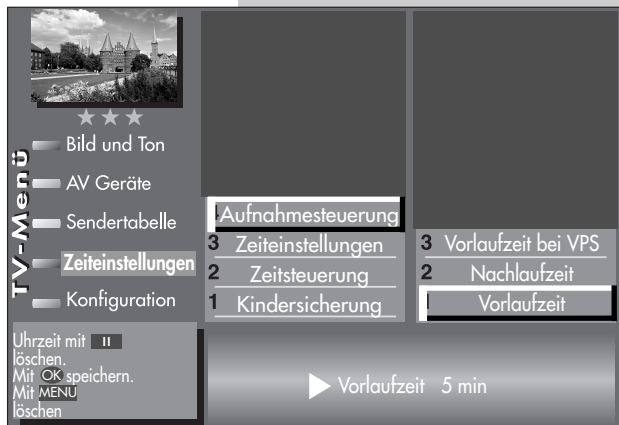 TV-Menü
Bild und Ton
AV Geräte
Sendertabelle
Zeiteinstellungen
Konfiguration
Aufnahmesteuerung
3 Zeiteinstellungen
2 Zeitsteuerung
1 Kindersicherung
3 Vorlaufzeit bei VPS
2 Nachlaufzeit
Vorlaufzeit
Uhrzeit mit II
löschen.
Mit OK speichern.
Mit MENU
löschen
Vorlaufzeit 5 min